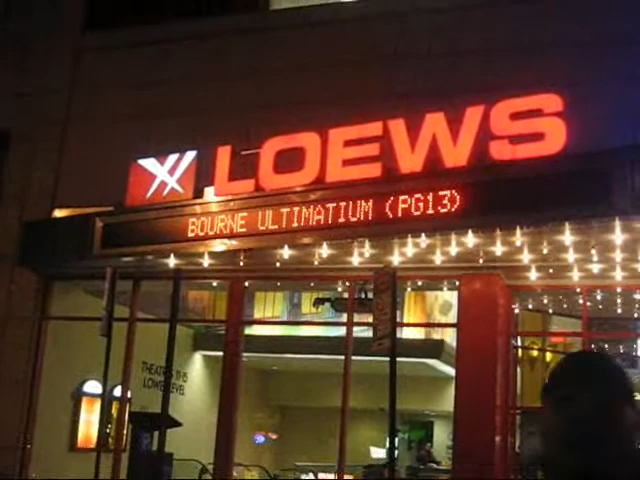 LOEWS
BOURNE ULTIMATIUM (PG13)
THEATRES 11-15
LOWER LEVEL